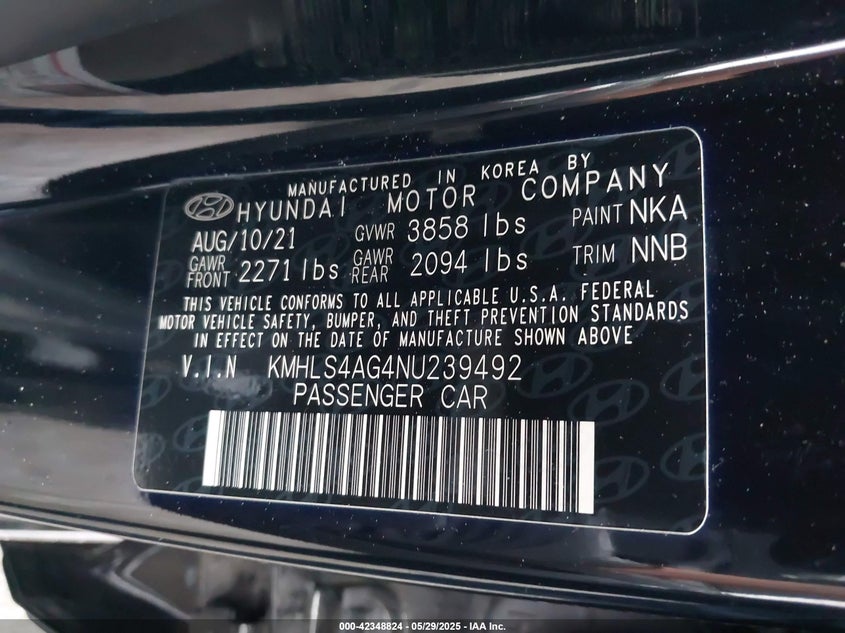 MANUFACTURED IN KOREA BY
HYUNDAI MOTOR COMPANY
AUG/10/21 GVWR 3858 lbs PAINT NKA
GAWR FRONT 2271 lbs GAWR REAR 2094 lbs TRIM NNB
THIS VEHICLE CONFORMS TO ALL APPLICABLE U.S.A. FEDERAL
MOTOR VEHICLE SAFETY, BUMPER, AND THEFT PREVENTION STANDARDS
IN EFFECT ON THE DATE OF MANUFACTURE SHOWN ABOVE
V.I.N KMHLS4AG4NU239492
PASSENGER CAR
000-42348824 - 05/29/2025 - IAA Inc.